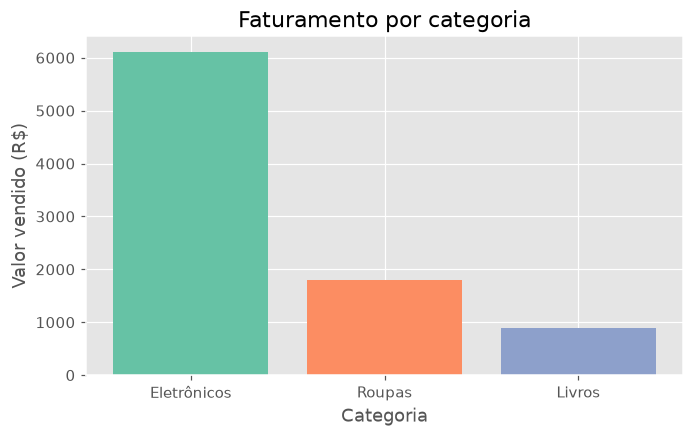 Faturamento por categoria
Valor vendido (R$)
6000
5000
4000
3000
2000
1000
0
Eletrônicos Roupas Livros
Categoria